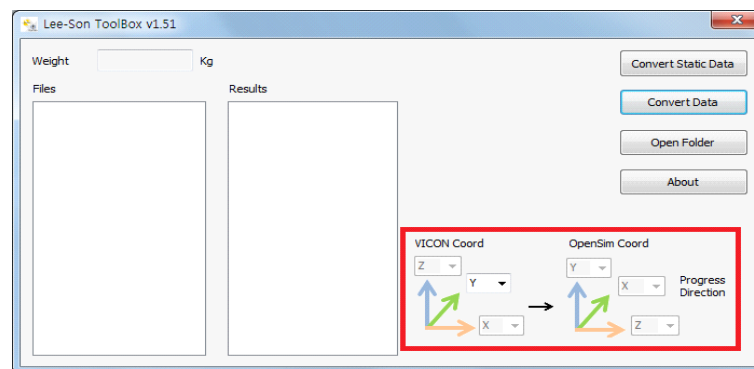 Lee-Son ToolBox v1.51
Weight Kg
Convert Static Data
Files Results
Convert Data
Open Folder
About
VICON Coord OpenSim Coord
Z Y
Y X Progress
Direction
X Z